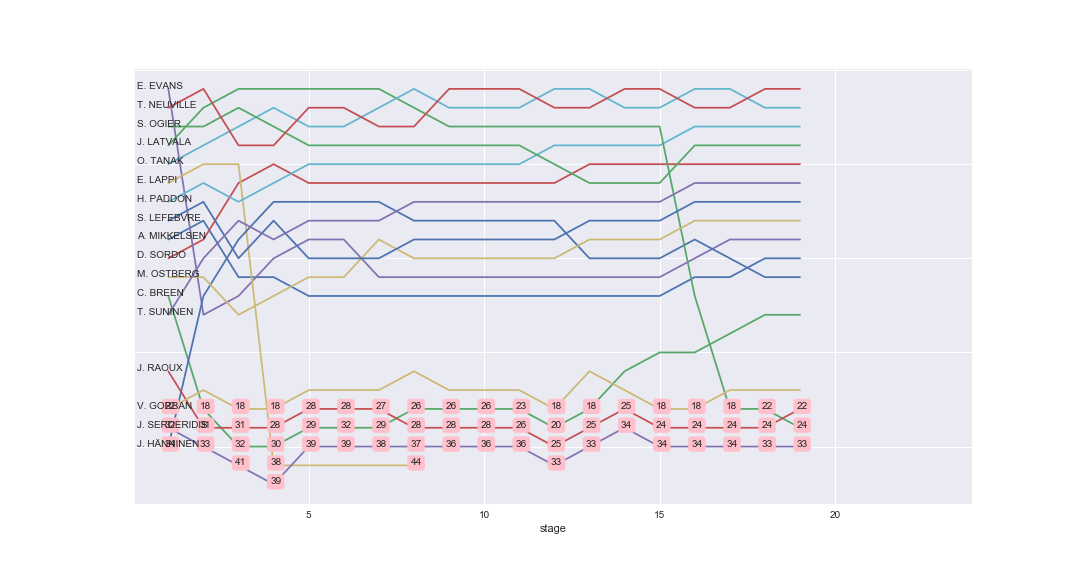 E. EVANS
T. NEUVILLE
S. OGIER
J. LATVALA
O. TANAK
E. LAPPI
H. PADDON
S. LEFEBVRE
A. MIKKELSEN
D. SORDO
M. OSTBERG
C. BREEN
T. SUNINEN
J. RAOUX
V. GORBAN 18 18 18 28 28 27 26 26 26 23 18 18 25 18 18 18 22 22
J. SERDERIDIS 31 28 29 32 29 28 28 28 26 20 25 28 24 24 24 24 24
J. HÄNNINEN 33 32 30 39 39 38 37 36 36 36 25 29 34 34 34 34 33 33
41 38 44 33 33
39
5 10 15 20
stage